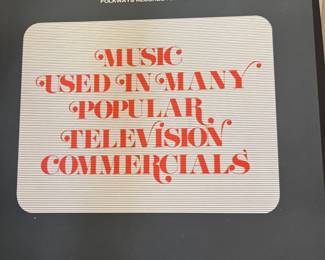 FOLKWAYS RECORDS
MUSIC
USED IN MANY
POPULAR
TELEVISION
COMMERCIALS